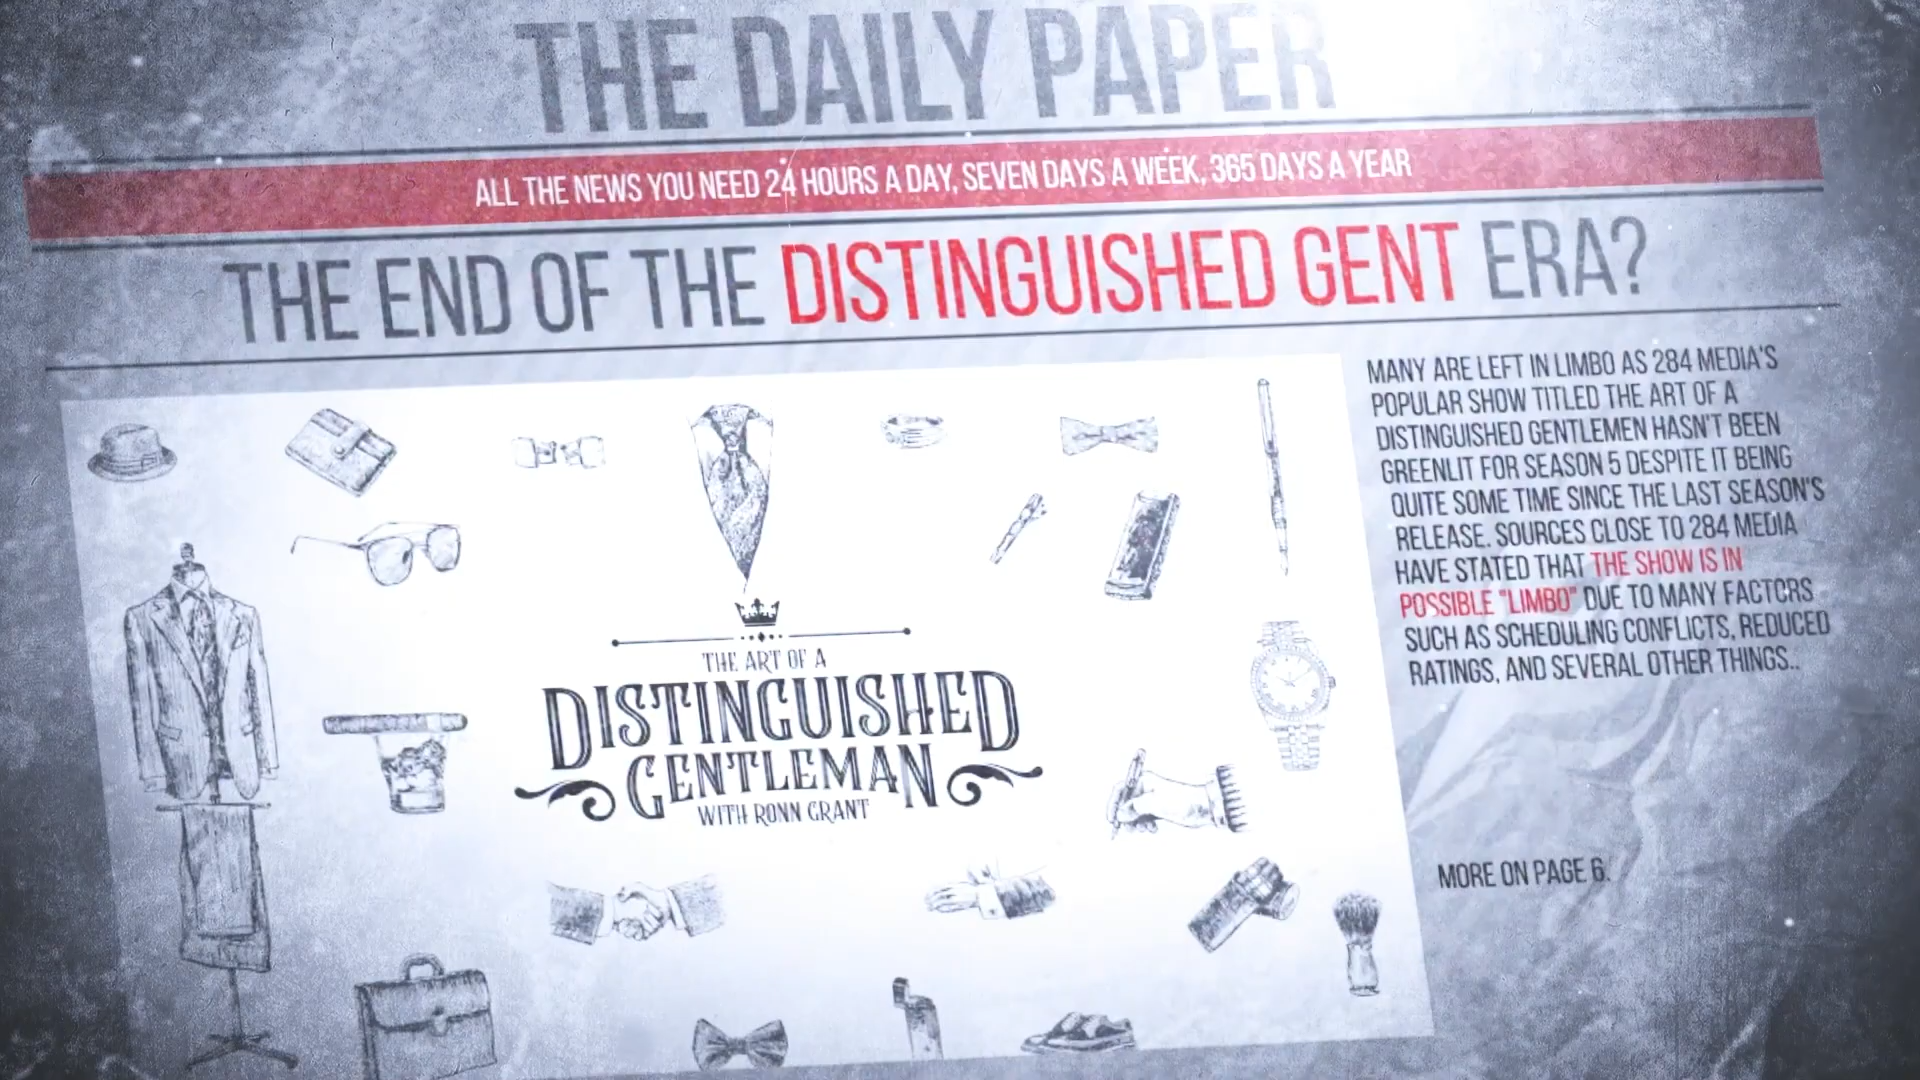 THE DAILY PAPER
ALL THE NEWS YOU NEED 24 HOURS A DAY, SEVEN DAYS A WEEK, 365 DAYS A YEAR
THE END OF THE DISTINGUISHED GENT ERA?
THE ART OF A
DISTINGUISHED
GENTLEMAN
WITH RONN GRANT
MANY ARE LEFT IN LIMBO AS 284 MEDIA'S
POPULAR SHOW TITLED THE ART OF A
DISTINGUISHED GENTLEMEN HASN'T BEEN
GREENLIT FOR SEASON 5 DESPITE IT BEING
QUITE SOME TIME SINCE THE LAST SEASON'S
RELEASE. SOURCES CLOSE TO 284 MEDIA
HAVE STATED THAT THE SHOW IS IN
POSSIBLE "LIMBO" DUE TO MANY FACTORS
SUCH AS SCHEDULING CONFLICTS, REDUCED
RATINGS, AND SEVERAL OTHER THINGS..
MORE ON PAGE 6.